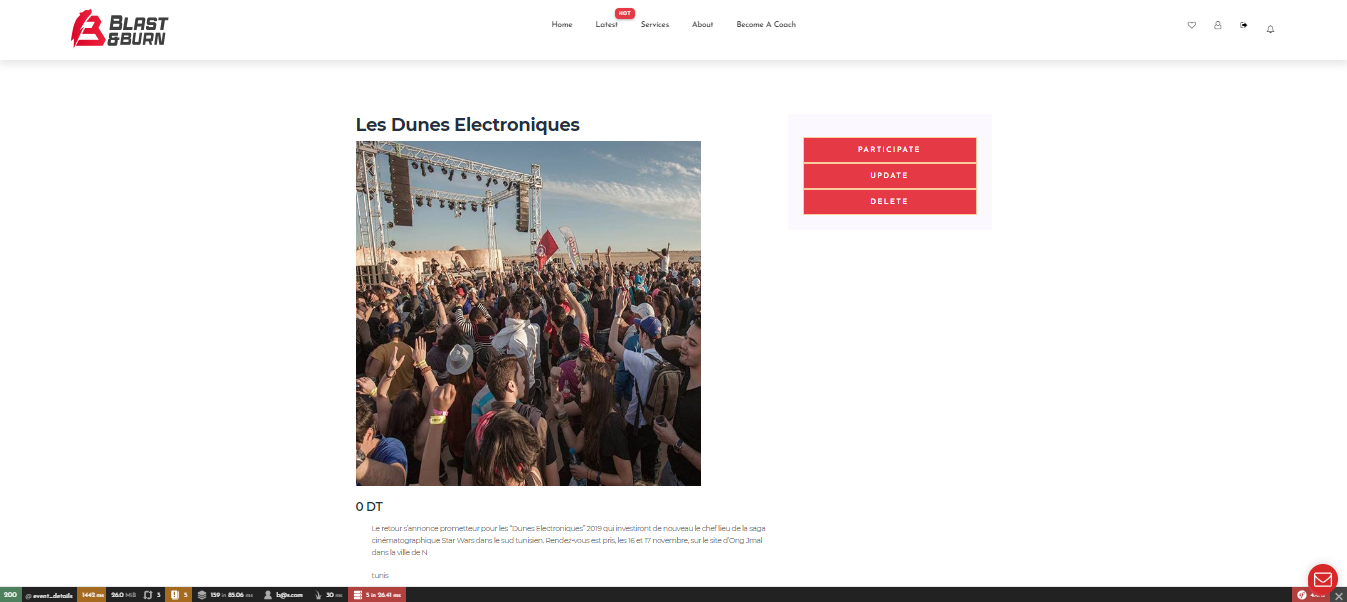 BLAST
&BURN
Home
Latest
HOT
Services
About
Become A Coach
Les Dunes Electroniques
PARTICIPATE
UPDATE
DELETE
0 DT
Le retour s'annonce prometteur pour les "Dunes Electroniques" 2019 qui investiront de nouveau le chef lieu de la saga
cinématographique Star Wars dans le sud tunisien. Rendez-vous est pris, les 16 et 17 novembre, sur le site d'Ong Jmal
dans la ville de N
tunis
200 @ event_details 1442 ms 26.0 MiB 3 5 159 in 85.06 ms b@s.com 30 ms 5 in 26.41 ms